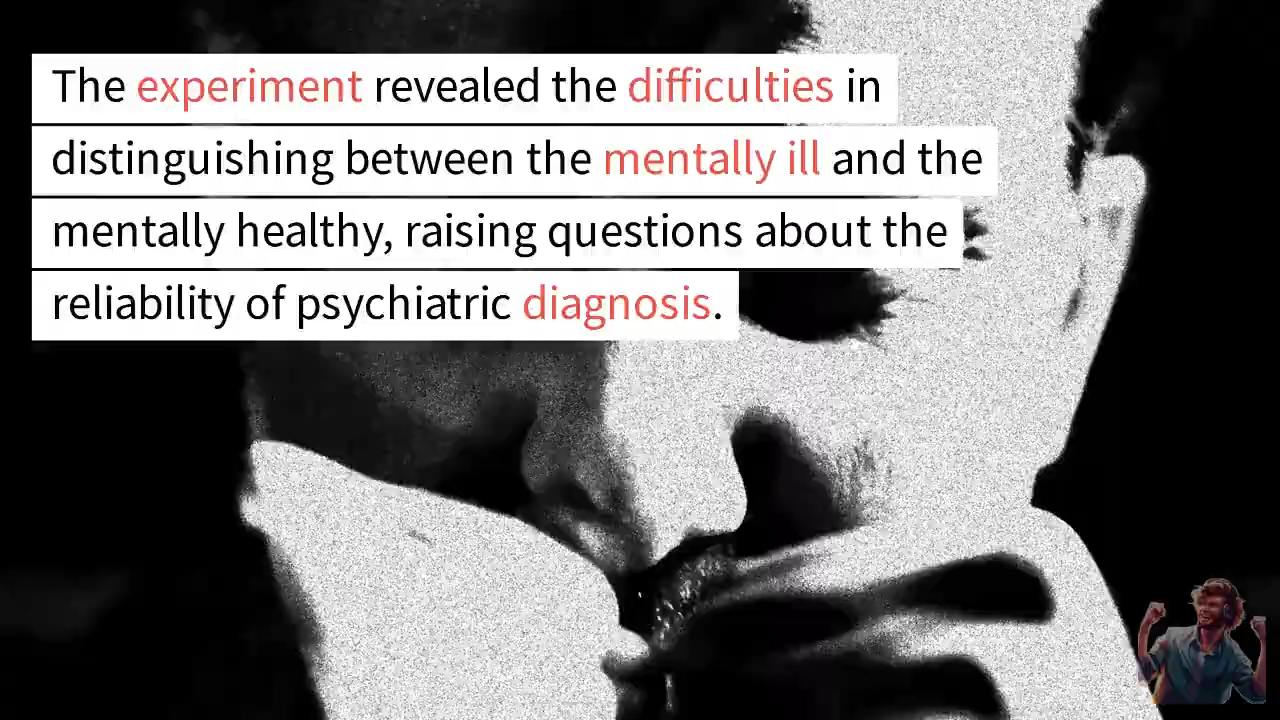 The experiment revealed the difficulties in
distinguishing between the mentally ill and the
mentally healthy, raising questions about the
reliability of psychiatric diagnosis.